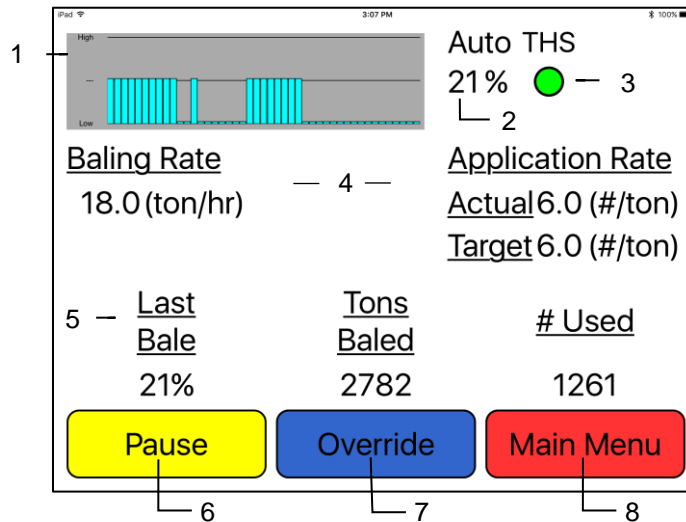 iPad 3:07 PM 100%
High
---
Low
1
Auto THS
21% 3
2
Baling Rate
18.0 (ton/hr)
— 4 —
Application Rate
Actual 6.0 (#/ton)
Target 6.0 (#/ton)
5
Last Bale
21%
Tons Baled
2782
# Used
1261
Pause
Override
Main Menu
6
7
8